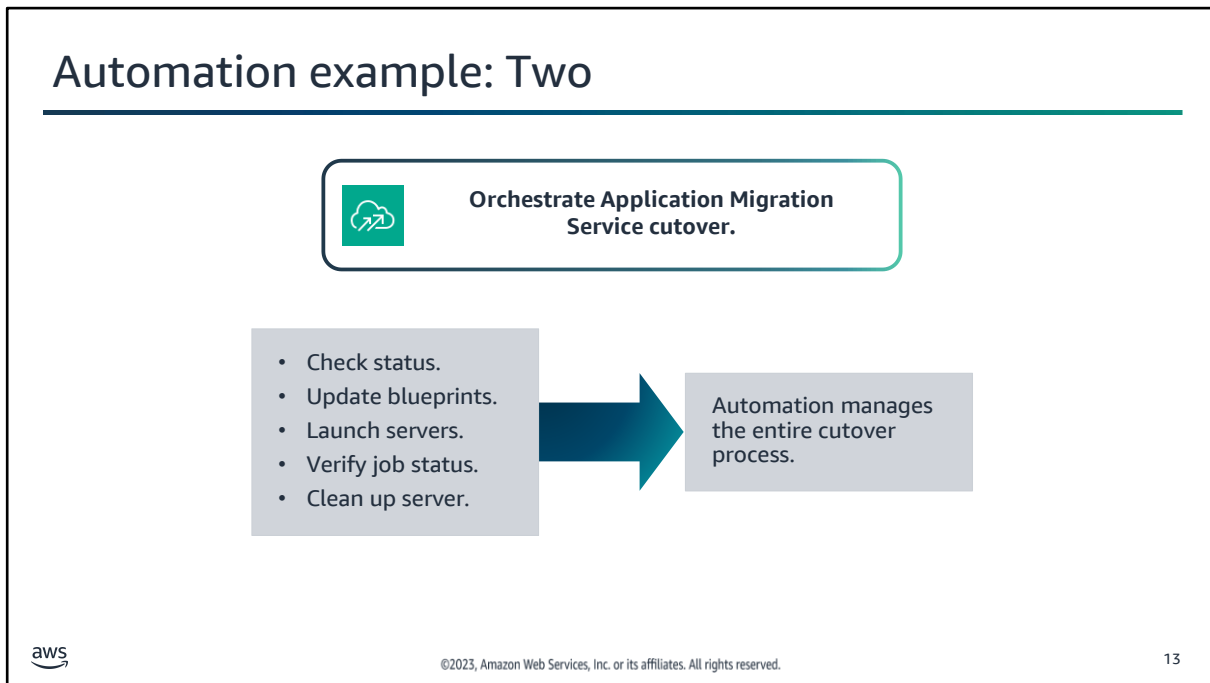 Automation example: Two
Orchestrate Application Migration
Service cutover.
• Check status.
• Update blueprints.
• Launch servers.
• Verify job status.
• Clean up server.
Automation manages
the entire cutover
process.
aws
©2023, Amazon Web Services, Inc. or its affiliates. All rights reserved.
13